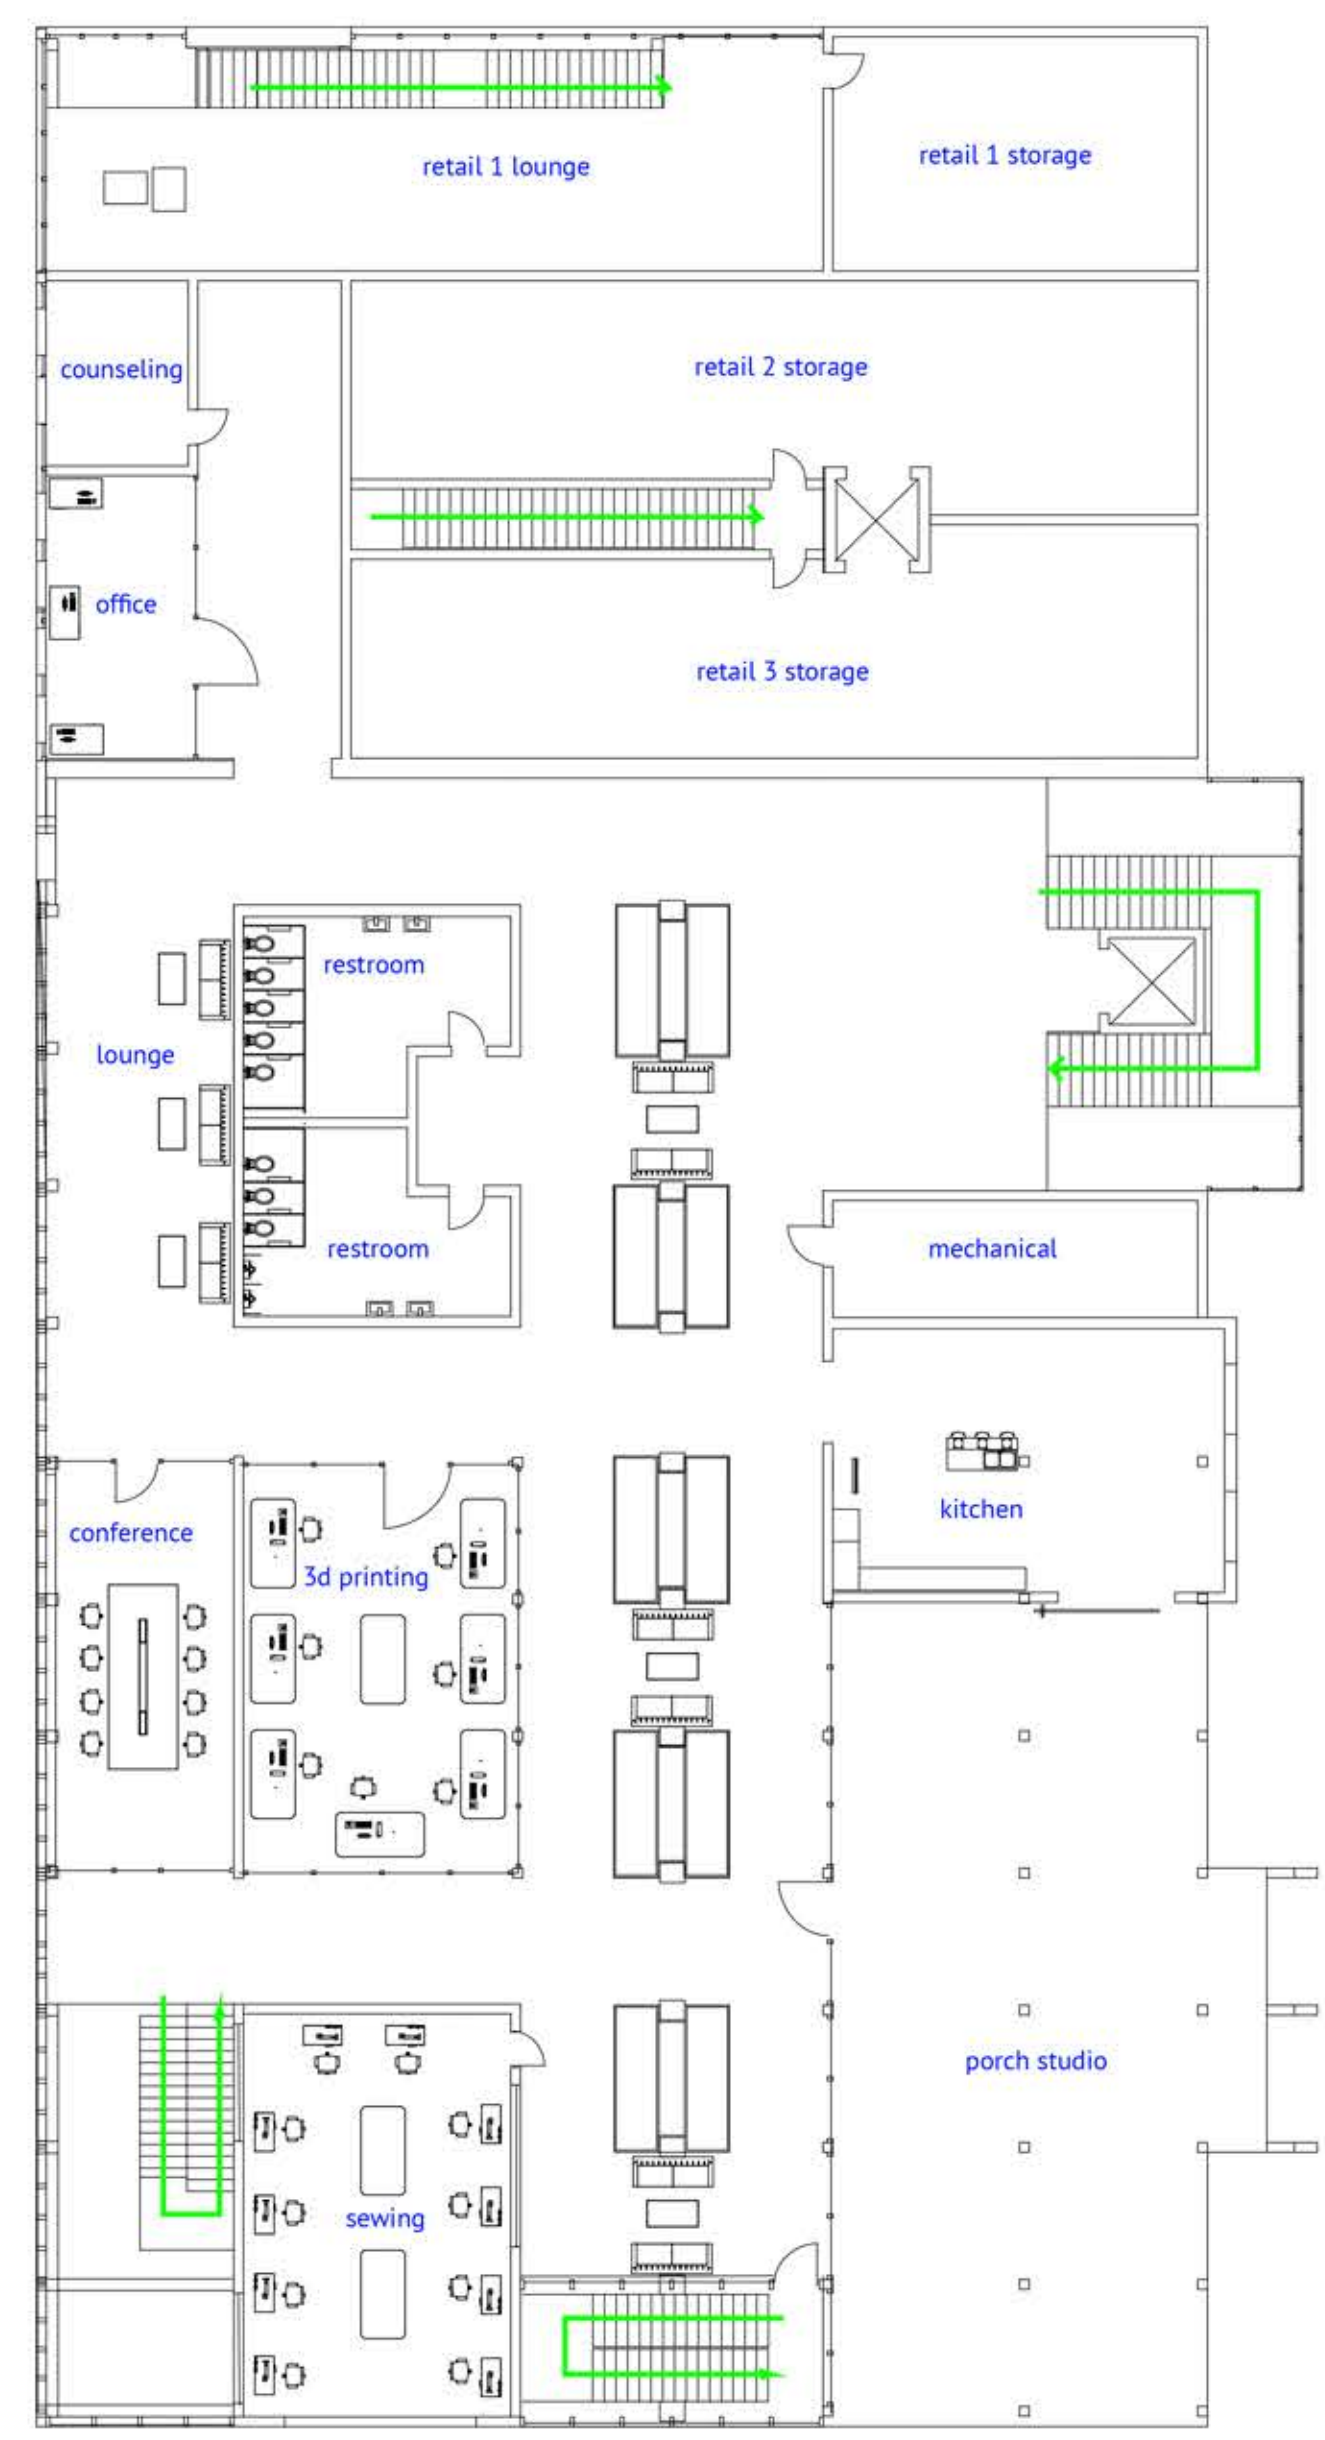 retail 1 lounge
retail 1 storage
counseling
retail 2 storage
office
retail 3 storage
restroom
lounge
restroom
mechanical
conference
3d printing
kitchen
porch studio
sewing